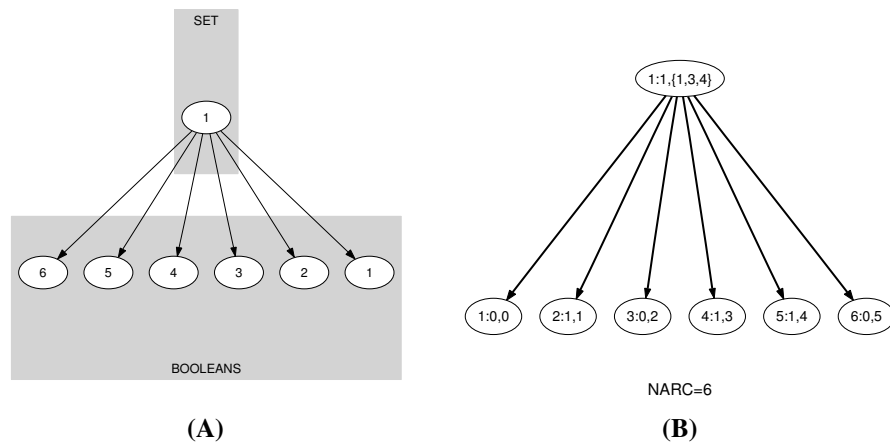 SET
1
6 5 4 3 2 1
BOOLEANS
(A)
1:1,{1,3,4}
1:0,0 2:1,1 3:0,2 4:1,3 5:1,4 6:0,5
NARC=6
(B)